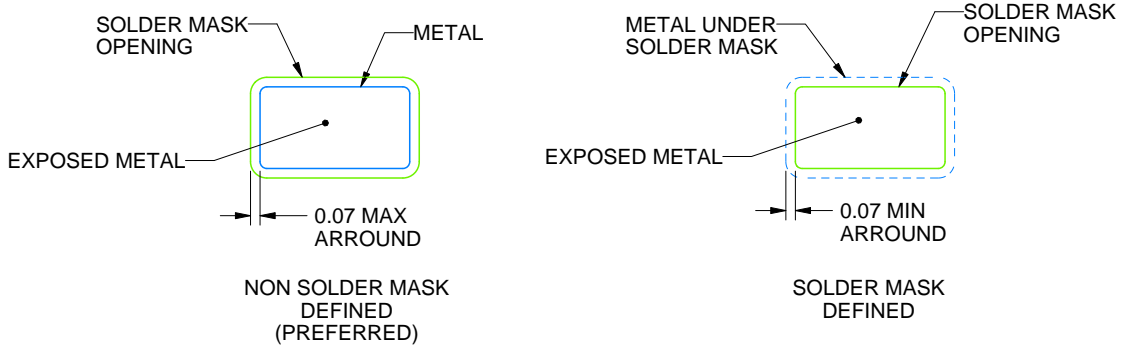 SOLDER MASK
OPENING
METAL
EXPOSED METAL
0.07 MAX
ARROUND
NON SOLDER MASK
DEFINED
(PREFERRED)
METAL UNDER
SOLDER MASK
SOLDER MASK
OPENING
EXPOSED METAL
0.07 MIN
ARROUND
SOLDER MASK
DEFINED